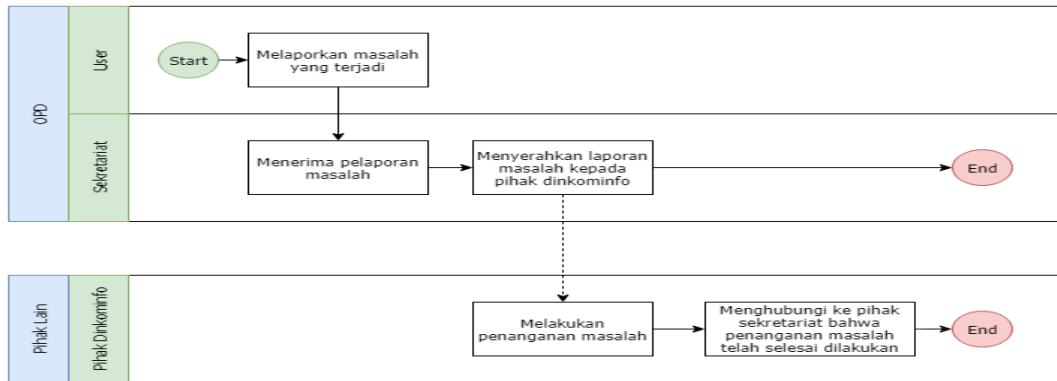 OPD
User
Start
Melaporkan masalah
yang terjadi
Sekretariat
Menerima pelaporan
masalah
Menyerahkan laporan
masalah kepada
pihak dinkominfo
End
Pihak Lain
Pihak Dinkominfo
Melakukan
penanganan masalah
Menghubungi ke pihak
sekretariat bahwa
penanganan masalah
telah selesai dilakukan
End